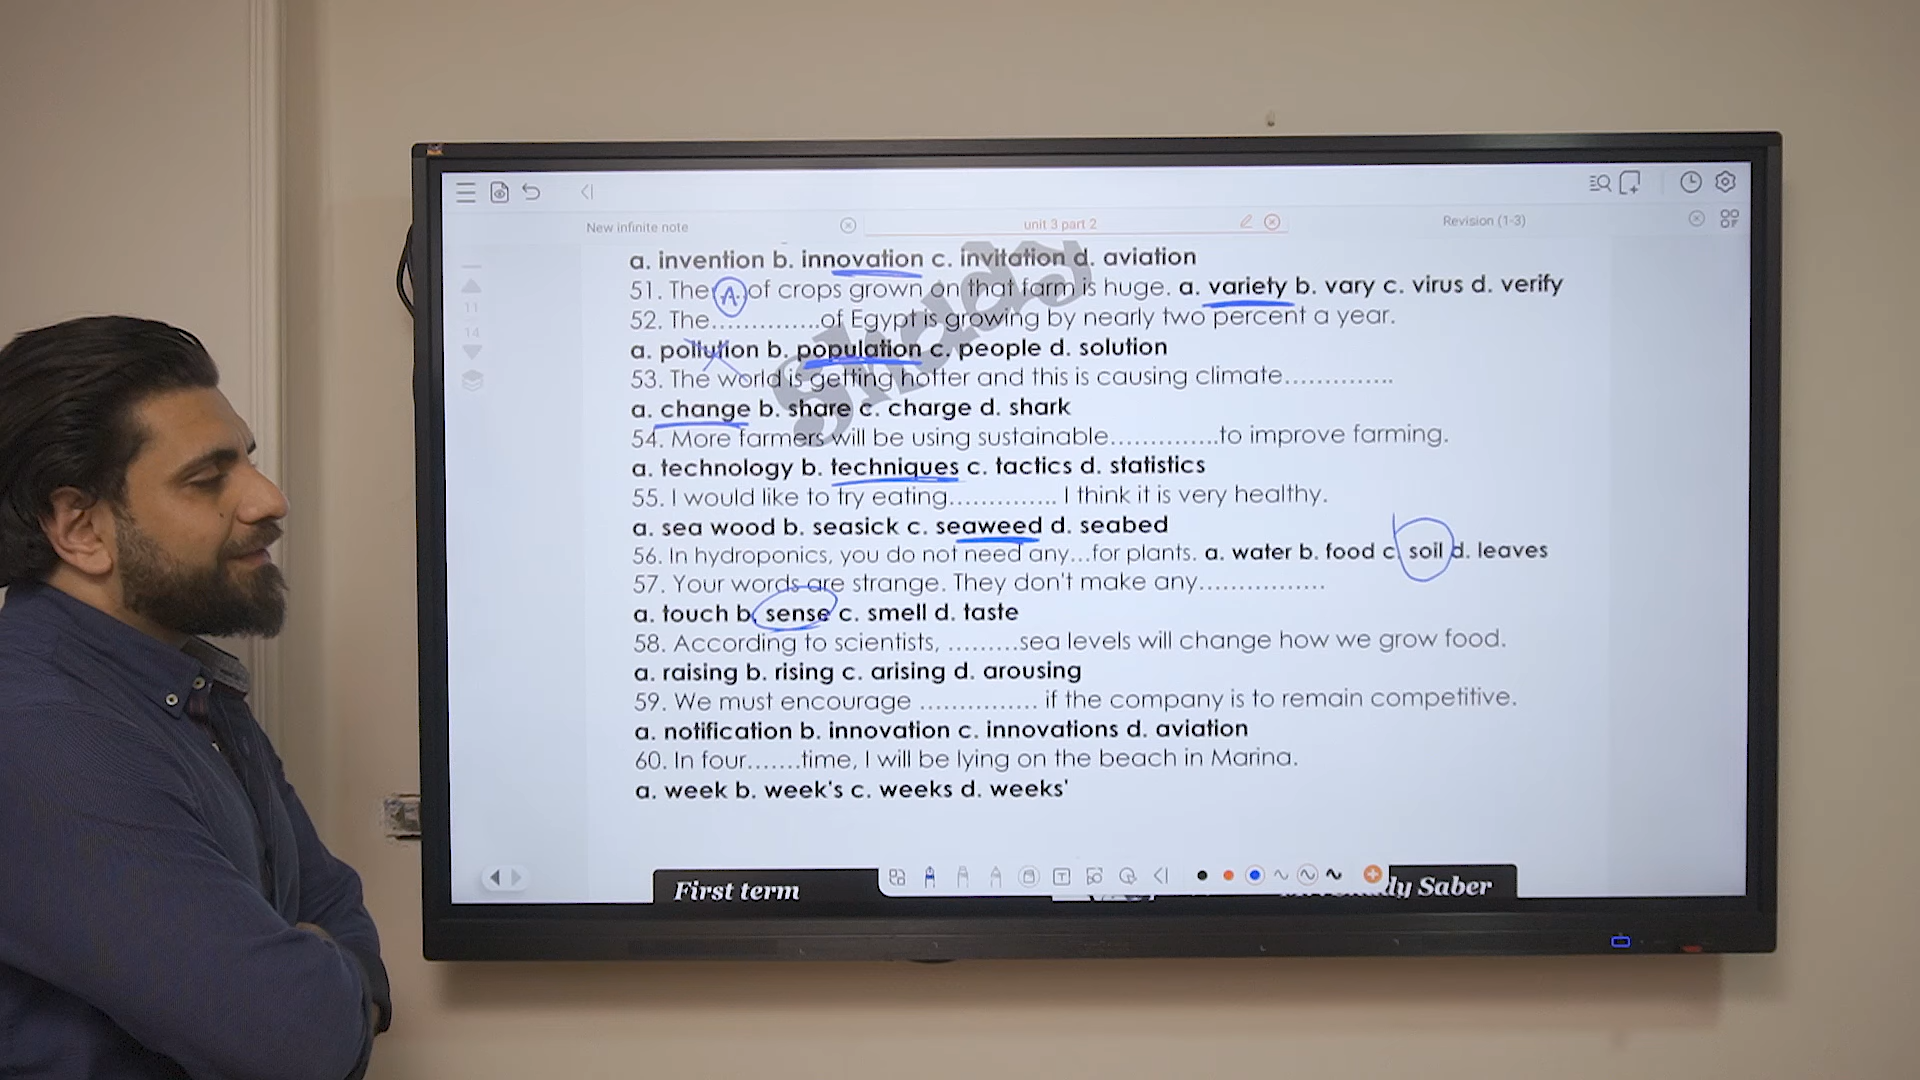 New infinite note
unit 3 part 2
Revision (1-3)
a. invention b. innovation c. invitation d. aviation
51. The A. of crops grown on that farm is huge. a. variety b. vary c. virus d. verify
52. The..............of Egypt is growing by nearly two percent a year.
a. pollution b. population c. people d. solution
53. The world is getting hotter and this is causing climate..............
a. change b. share c. charge d. shark
54. More farmers will be using sustainable..............to improve farming.
a. technology b. techniques c. tactics d. statistics
55. I would like to try eating.............. I think it is very healthy.
a. sea wood b. seasick c. seaweed d. seabed
56. In hydroponics, you do not need any...for plants. a. water b. food c. soil d. leaves
57. Your words are strange. They don't make any................
a. touch b. sense c. smell d. taste
58. According to scientists, .........sea levels will change how we grow food.
a. raising b. rising c. arising d. arousing
59. We must encourage ............... if the company is to remain competitive.
a. notification b. innovation c. innovations d. aviation
60. In four.......time, I will be lying on the beach in Marina.
a. week b. week's c. weeks d. weeks'
Shady
11
14
First term
dy Saber